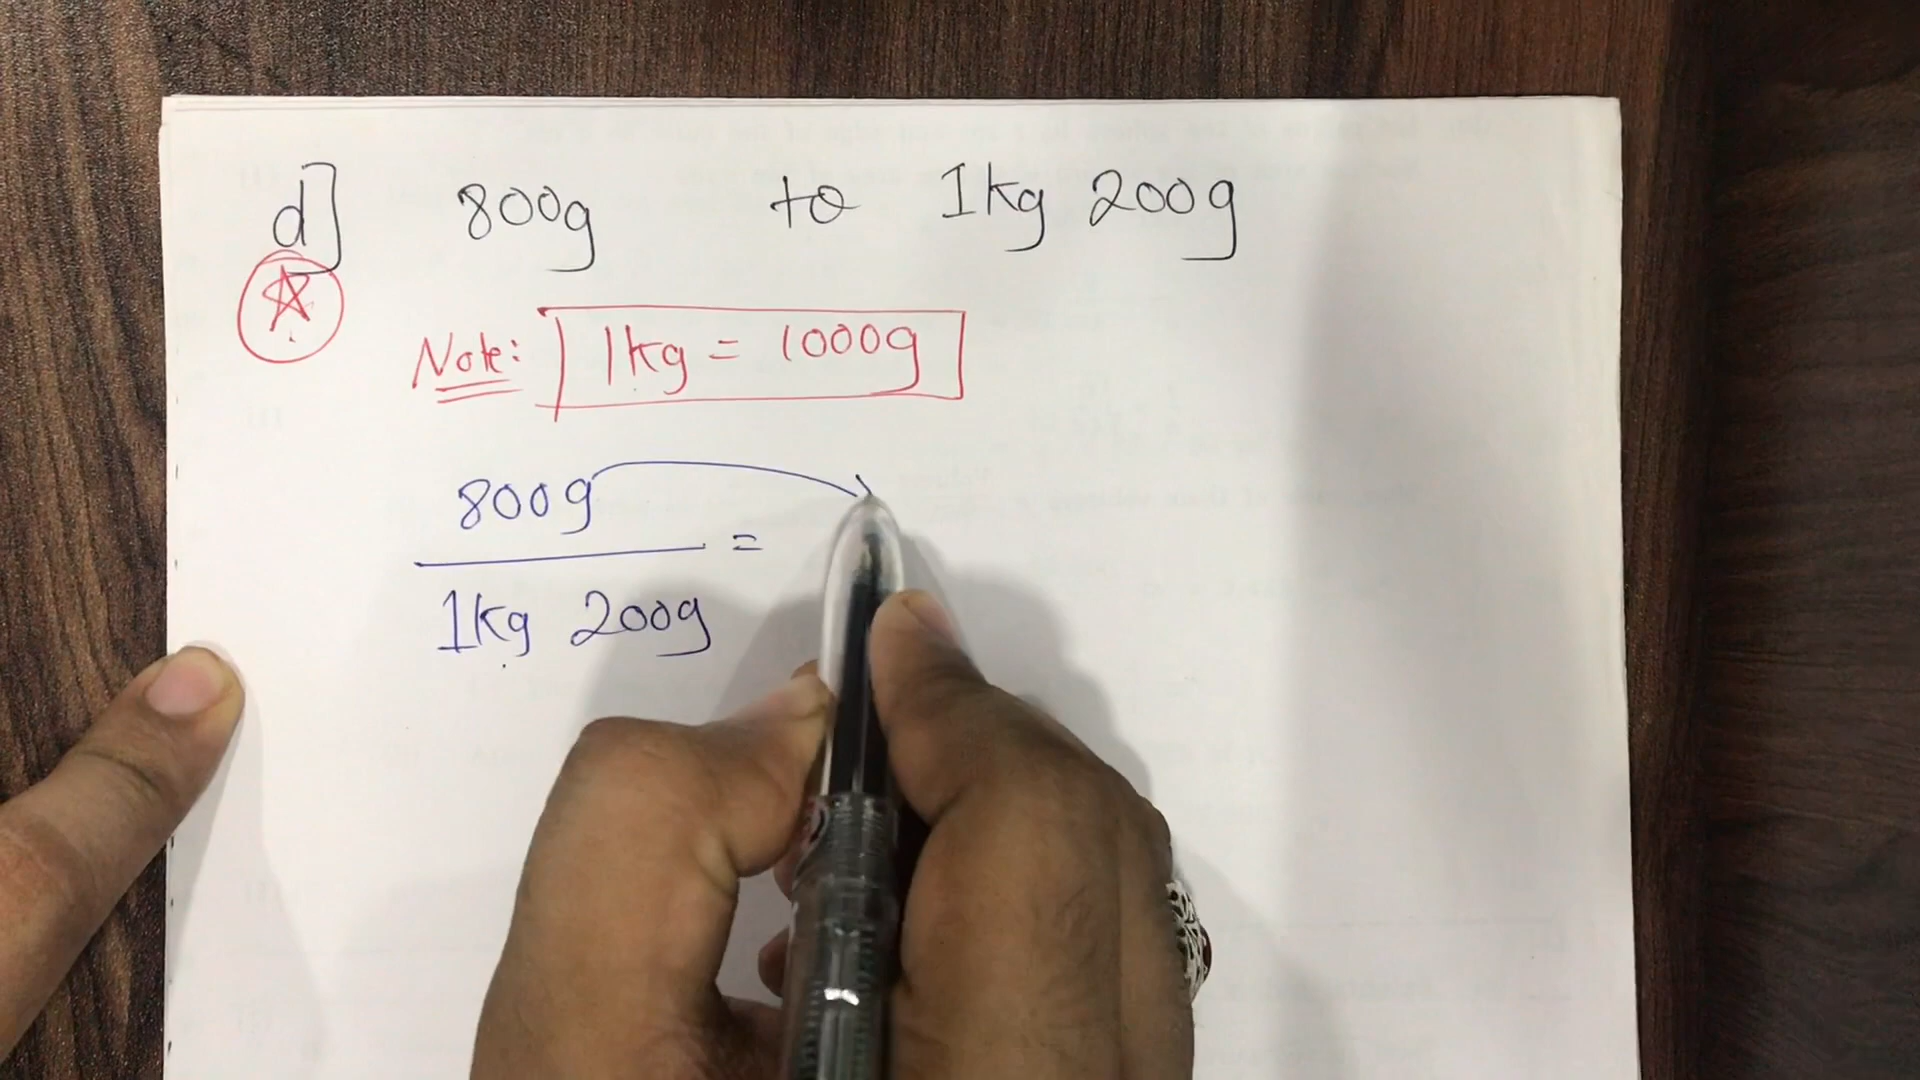 d] 800g to 1kg 200g
Note: 1kg = 1000g
800g
=
1kg 200g